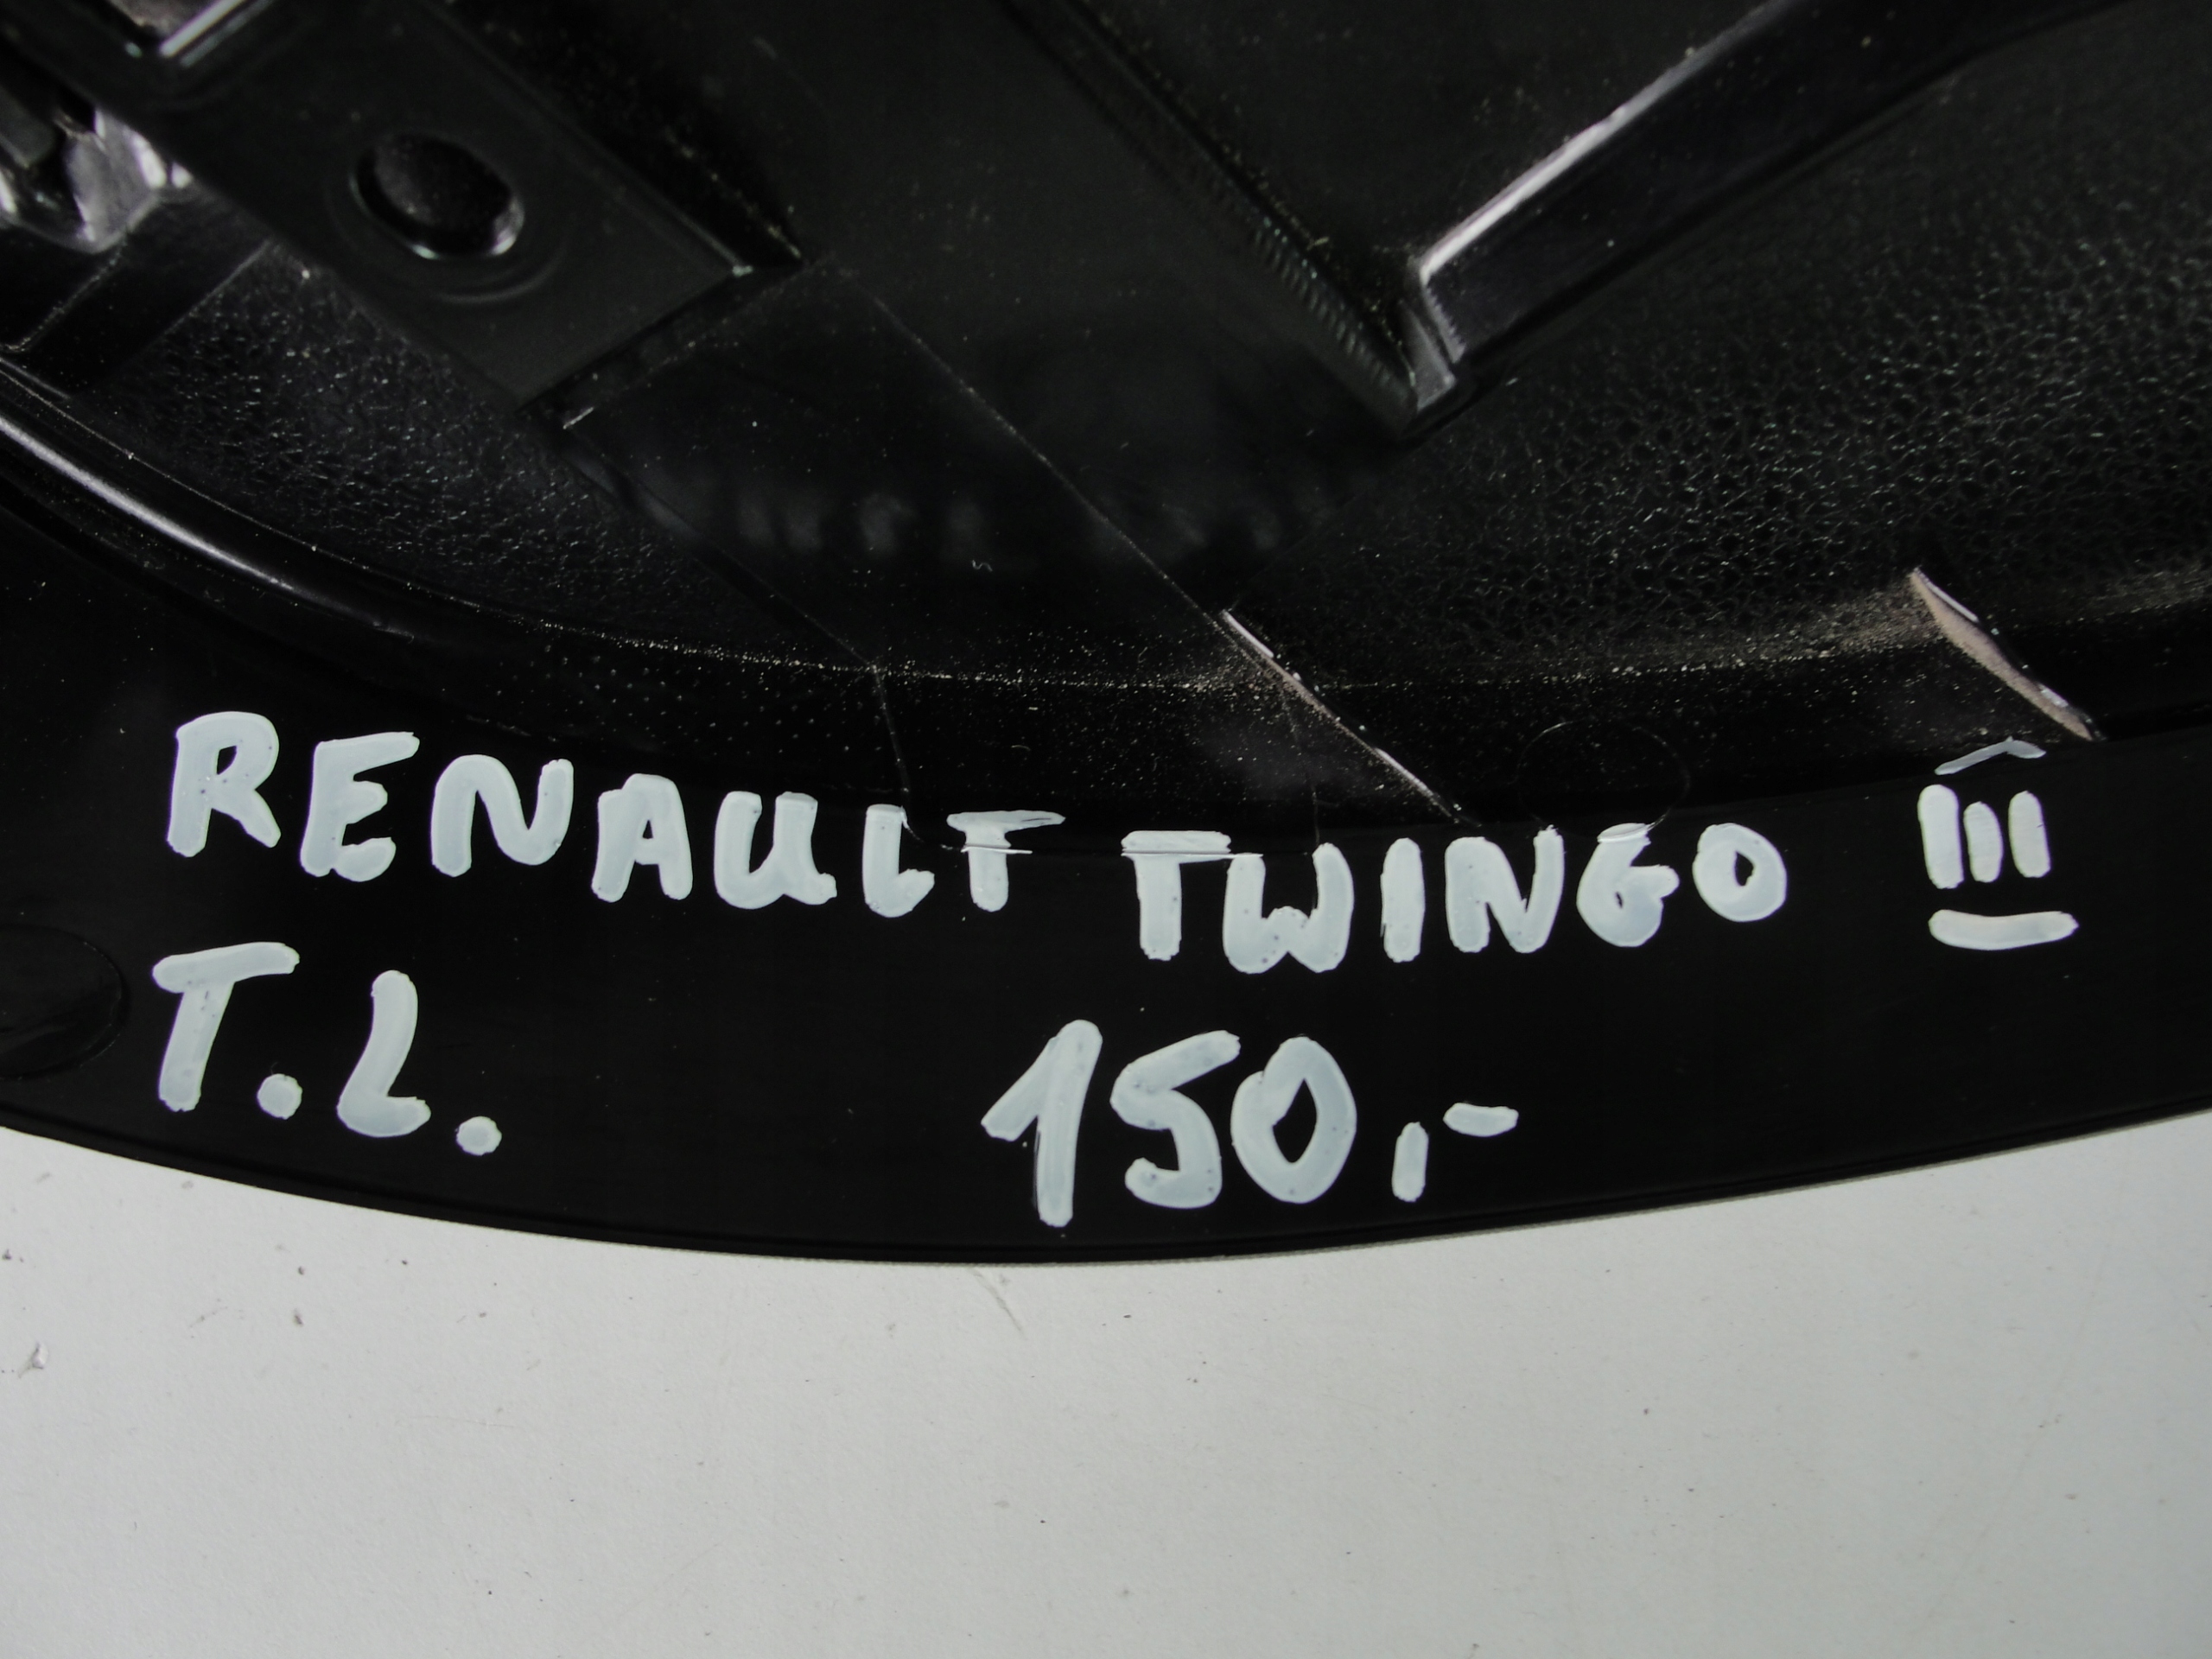 RENAULT TWINGO III
T.L. 150,-